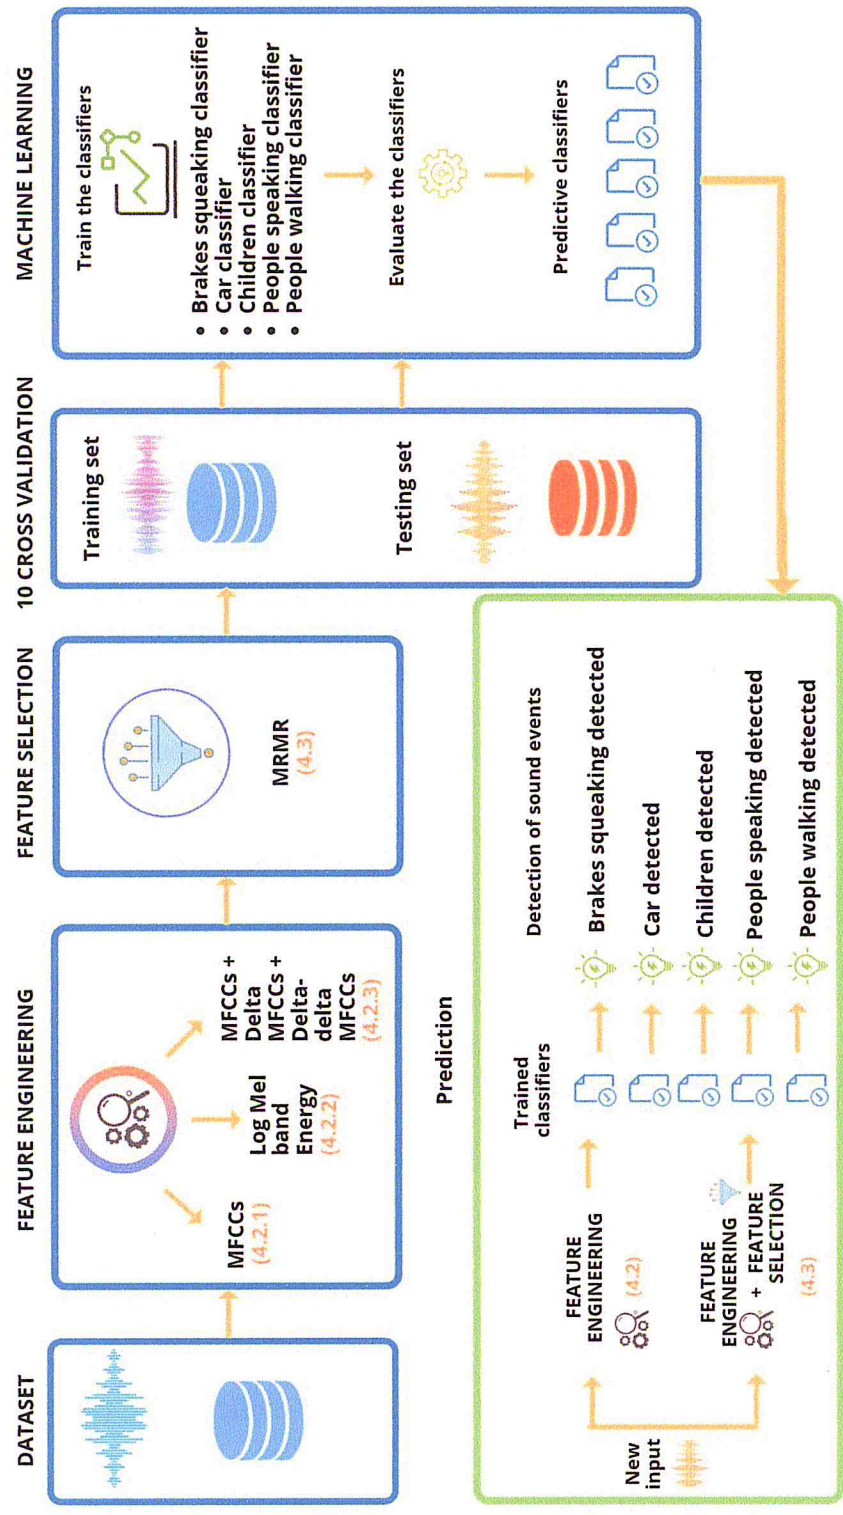 DATASET
FEATURE ENGINEERING
MFCCs
(4.2.1)
Log Mel
band
Energy
(4.2.2)
MFCCs +
Delta
MFCCs +
Delta-
delta
MFCCs
(4.2.3)
FEATURE SELECTION
MRMR
(4.3)
10 CROSS VALIDATION
Training set
Testing set
MACHINE LEARNING
Train the classifiers
• Brakes squeaking classifier
• Car classifier
• Children classifier
• People speaking classifier
• People walking classifier
Evaluate the classifiers
Predictive classifiers
Prediction
New
input
FEATURE
ENGINEERING
(4.2)
FEATURE
ENGINEERING
+ FEATURE
SELECTION
(4.3)
Trained
classifiers
Detection of sound events
Brakes squeaking detected
Car detected
Children detected
People speaking detected
People walking detected